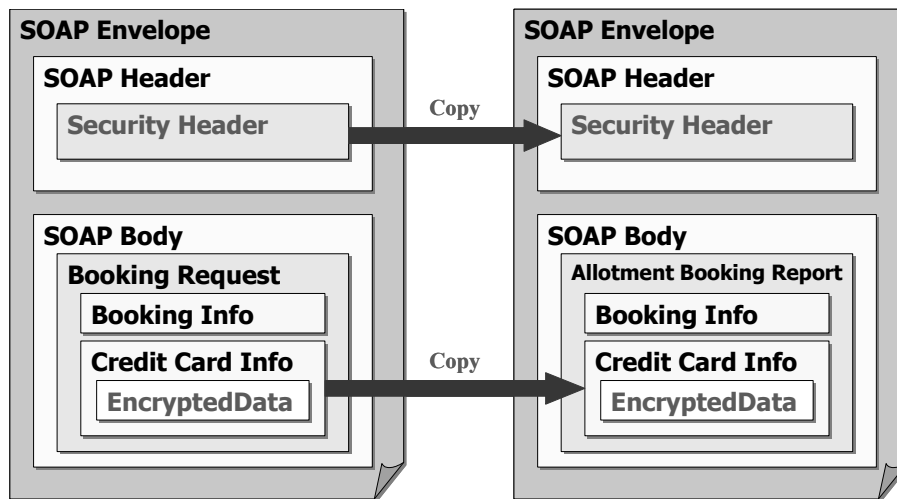 SOAP Envelope
SOAP Header
Security Header
SOAP Body
Booking Request
Booking Info
Credit Card Info
EncryptedData
Copy
Copy
SOAP Envelope
SOAP Header
Security Header
SOAP Body
Allotment Booking Report
Booking Info
Credit Card Info
EncryptedData